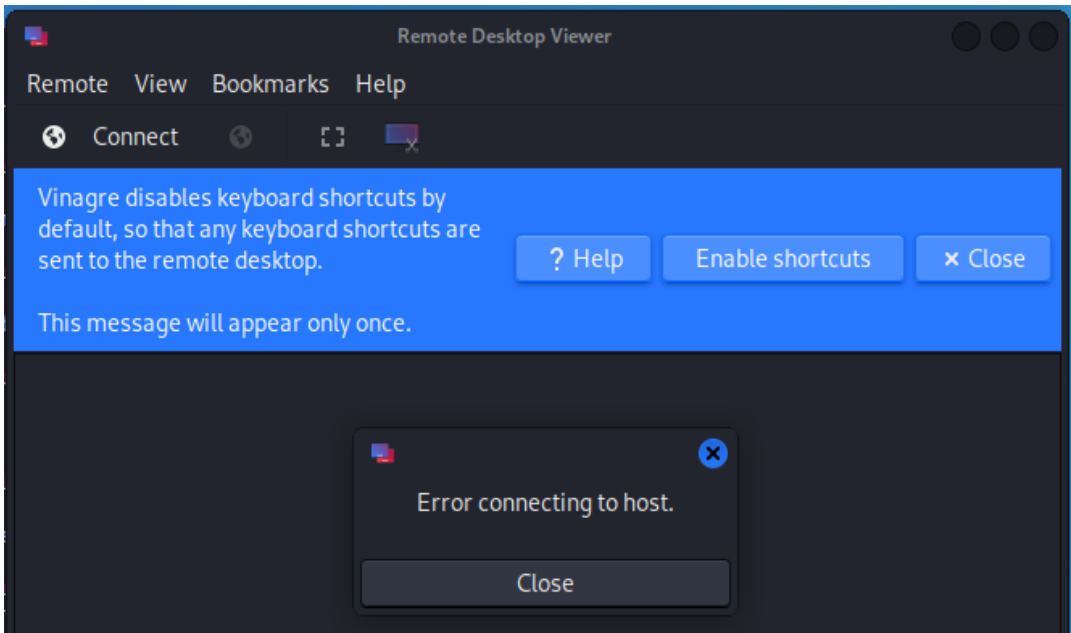 Remote Desktop Viewer
Remote View Bookmarks Help
Connect
Vinagre disables keyboard shortcuts by
default, so that any keyboard shortcuts are
sent to the remote desktop.
? Help Enable shortcuts × Close
This message will appear only once.
Error connecting to host.
Close